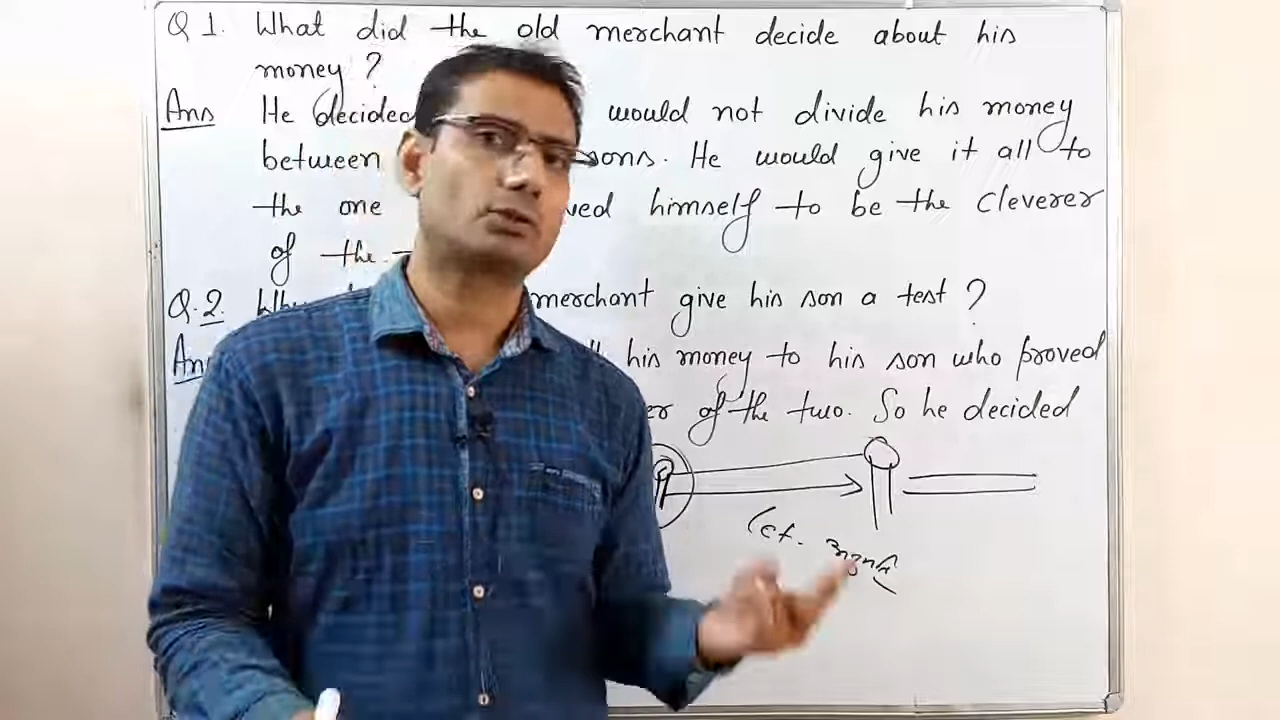 Q 1. What did the old merchant decide about his
money ?
Ans He decided would not divide his money
between sons. He would give it all to
the one ved himself to be the cleverer
of the
Q.2. merchant give his son a test ?
Ans his money to his son who proved
of the two. So he decided